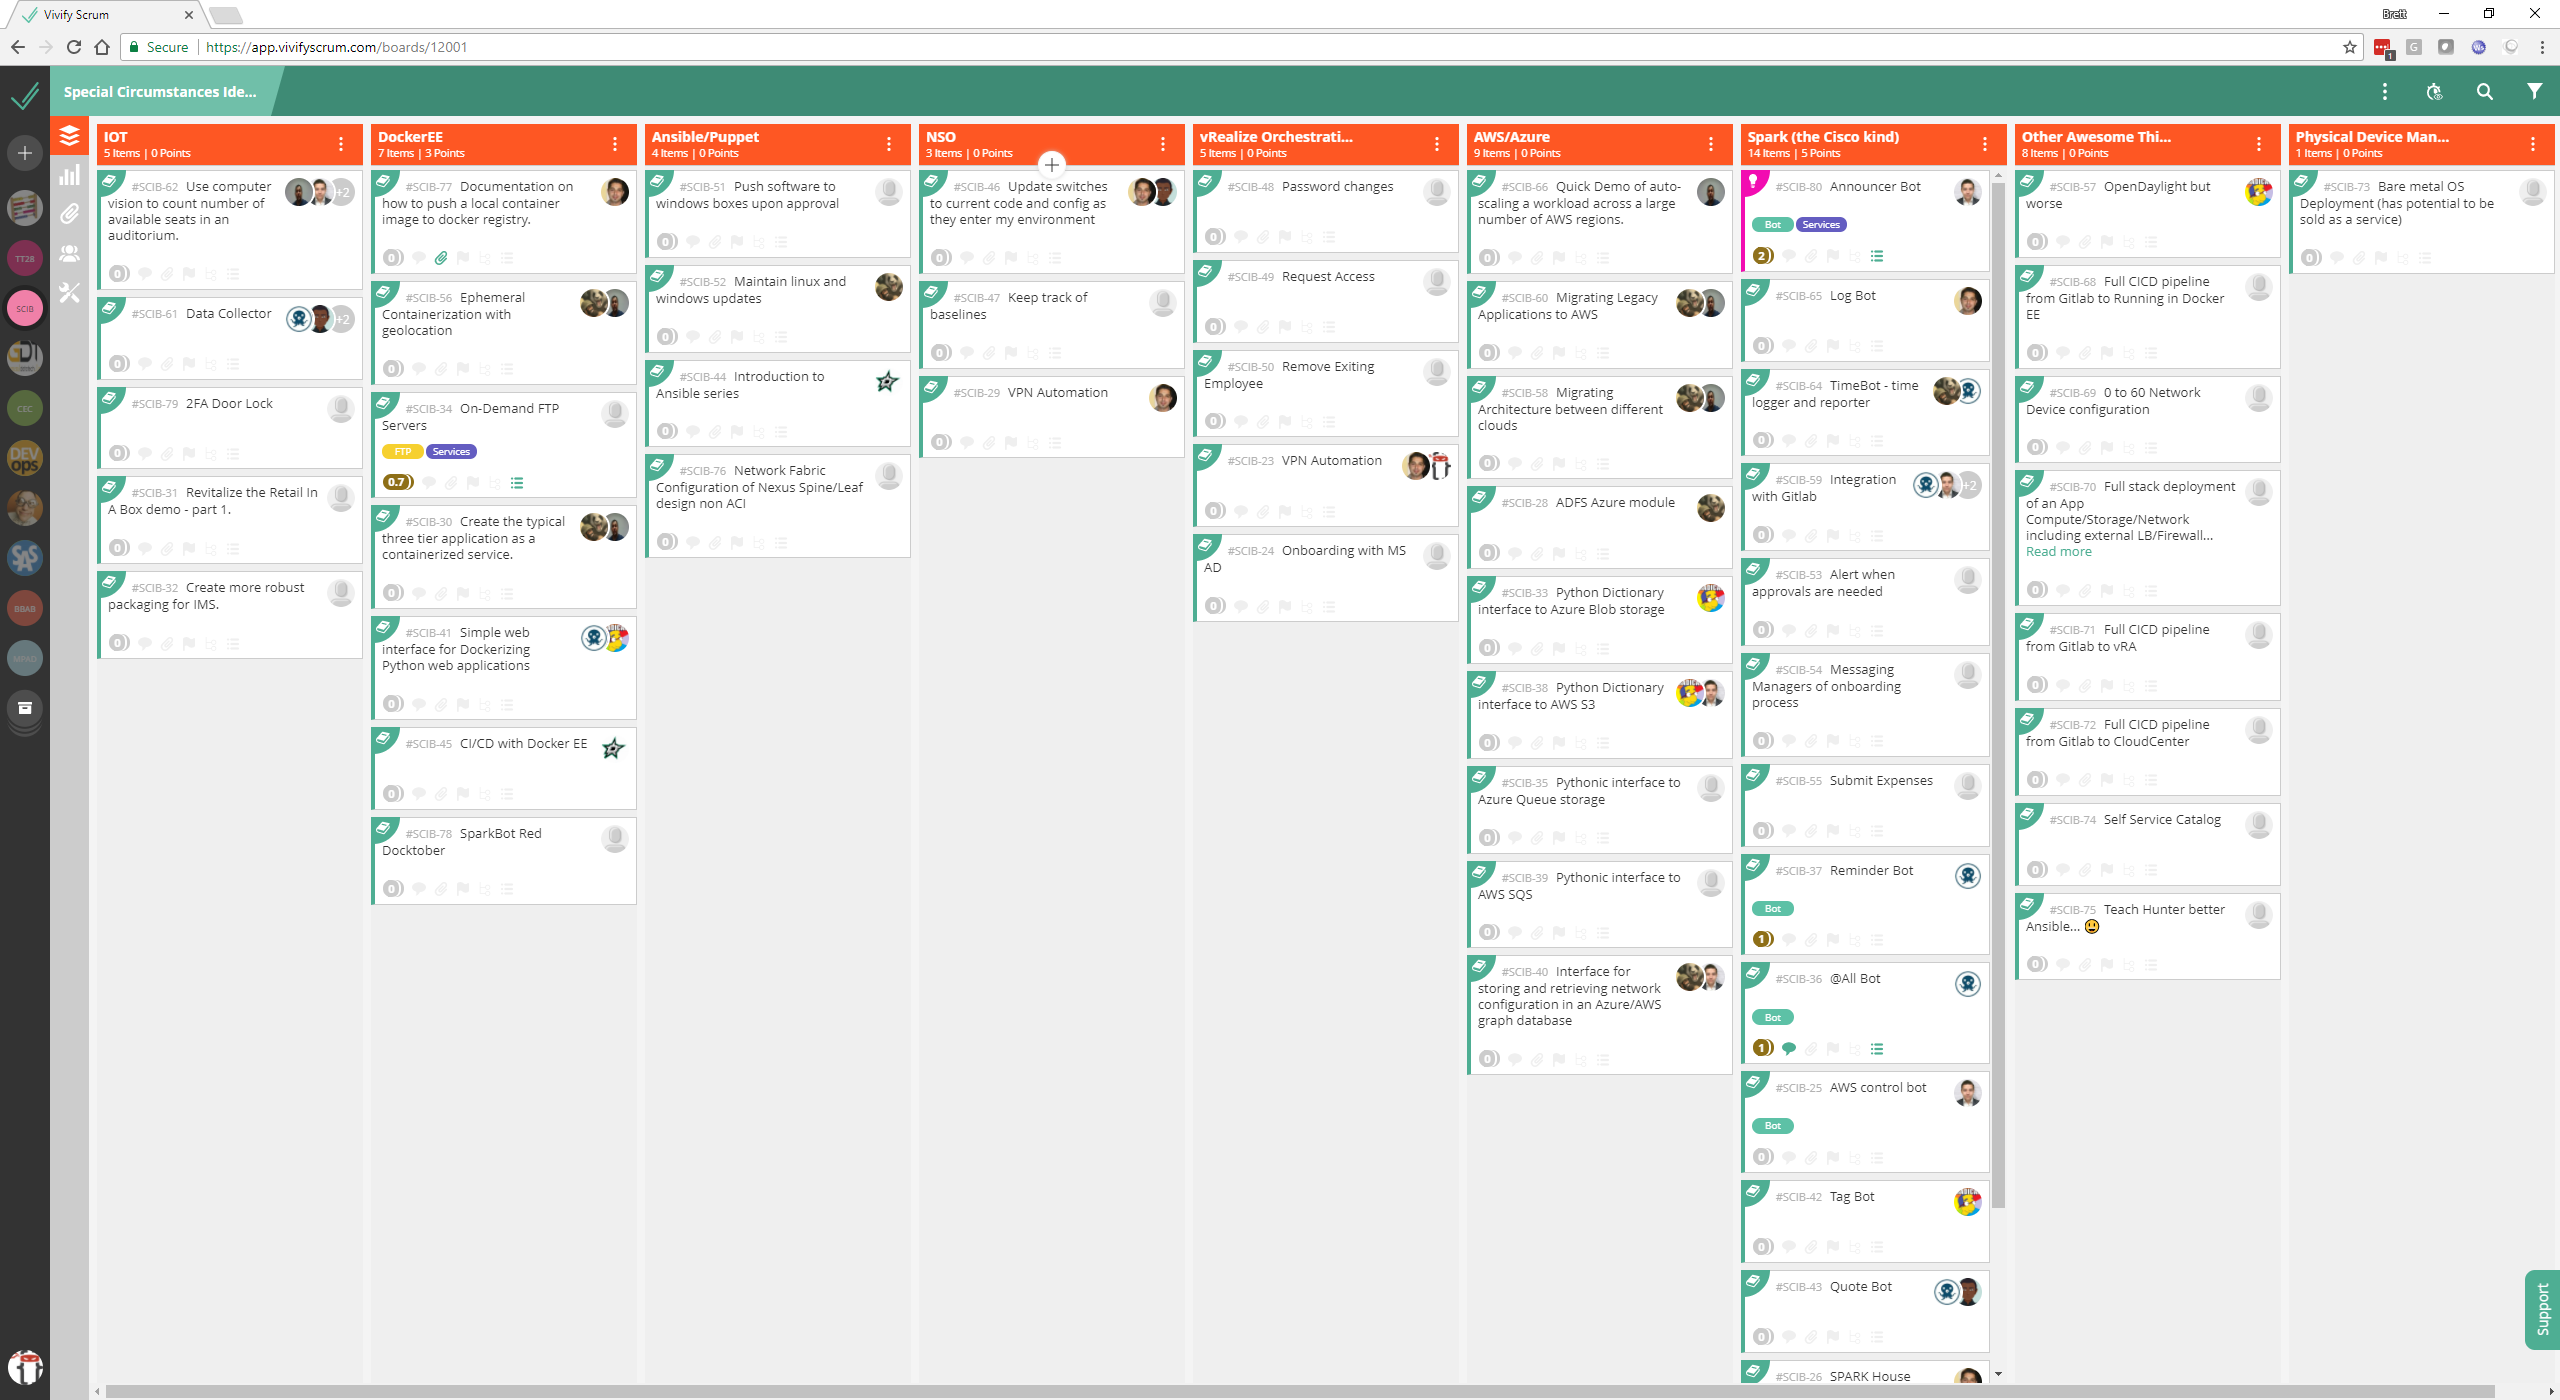 Vivify Scrum
Brett
Secure
https://app.vivifyscrum.com/boards/12001
1
G
Special Circumstances Ide...
TT28
SCIB
GDT
CEC
DEV
ops
SAS
BBAB
MPAD
IOT
5 Items | 0 Points
#SCIB-62 Use computer
vision to count number of
available seats in an
auditorium.
+2
0
#SCIB-61 Data Collector
+2
0
#SCIB-79 2FA Door Lock
0
#SCIB-31 Revitalize the Retail In
A Box demo - part 1.
0
#SCIB-32 Create more robust
packaging for IMS.
0
DockerEE
7 Items | 3 Points
#SCIB-77 Documentation on
how to push a local container
image to docker registry.
0
#SCIB-56 Ephemeral
Containerization with
geolocation
0
#SCIB-34 On-Demand FTP
Servers
FTP Services
0.7
#SCIB-30 Create the typical
three tier application as a
containerized service.
0
#SCIB-41 Simple web
interface for Dockerizing
Python web applications
0
#SCIB-45 CI/CD with Docker EE
0
#SCIB-78 SparkBot Red
Docktober
0
Ansible/Puppet
4 Items | 0 Points
#SCIB-51 Push software to
windows boxes upon approval
0
#SCIB-52 Maintain linux and
windows updates
0
#SCIB-44 Introduction to
Ansible series
0
#SCIB-76 Network Fabric
Configuration of Nexus Spine/Leaf
design non ACI
0
NSO
3 Items | 0 Points
#SCIB-46 Update switches
to current code and config as
they enter my environment
0
#SCIB-47 Keep track of
baselines
0
#SCIB-29 VPN Automation
0
vRealize Orchestrati...
5 Items | 0 Points
#SCIB-48 Password changes
0
#SCIB-49 Request Access
0
#SCIB-50 Remove Exiting
Employee
0
#SCIB-23 VPN Automation
0
#SCIB-24 Onboarding with MS
AD
0
AWS/Azure
9 Items | 0 Points
#SCIB-66 Quick Demo of auto-
scaling a workload across a large
number of AWS regions.
0
#SCIB-60 Migrating Legacy
Applications to AWS
0
#SCIB-58 Migrating
Architecture between different
clouds
0
#SCIB-28 ADFS Azure module
0
#SCIB-33 Python Dictionary
interface to Azure Blob storage
0
#SCIB-38 Python Dictionary
interface to AWS S3
0
#SCIB-35 Pythonic interface to
Azure Queue storage
0
#SCIB-39 Pythonic interface to
AWS SQS
0
#SCIB-40 Interface for
storing and retrieving network
configuration in an Azure/AWS
graph database
0
Spark (the Cisco kind)
14 Items | 5 Points
#SCIB-80 Announcer Bot
Bot Services
2
#SCIB-65 Log Bot
0
#SCIB-64 TimeBot - time
logger and reporter
0
#SCIB-59 Integration
with Gitlab
+2
0
#SCIB-53 Alert when
approvals are needed
0
#SCIB-54 Messaging
Managers of onboarding
process
0
#SCIB-55 Submit Expenses
0
#SCIB-37 Reminder Bot
Bot
1
#SCIB-36 @All Bot
Bot
1
#SCIB-25 AWS control bot
Bot
0
#SCIB-42 Tag Bot
0
#SCIB-43 Quote Bot
0
#SCIB-26 SPARK House
Other Awesome Thi...
8 Items | 0 Points
#SCIB-57 OpenDaylight but
worse
0
#SCIB-68 Full CICD pipeline
from Gitlab to Running in Docker
EE
0
#SCIB-69 0 to 60 Network
Device configuration
0
#SCIB-70 Full stack deployment
of an App
Compute/Storage/Network
including external LB/Firewall...
Read more
0
#SCIB-71 Full CICD pipeline
from Gitlab to vRA
0
#SCIB-72 Full CICD pipeline
from Gitlab to CloudCenter
0
#SCIB-74 Self Service Catalog
0
#SCIB-75 Teach Hunter better
Ansible... 😃
0
Physical Device Man...
1 Items | 0 Points
#SCIB-73 Bare metal OS
Deployment (has potential to be
sold as a service)
0
Support